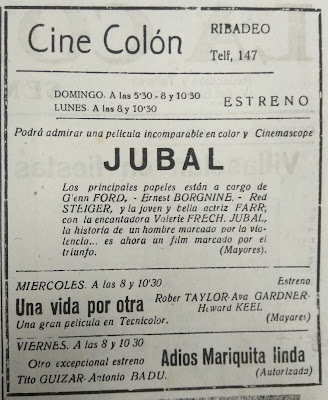 Cine Colón
RIBADEO
Telf, 147
DOMINGO. A las 5'30 - 8 y 10 30
LUNES. A las 8 y 10'30
ESTRENO
Podrá admirar una pelicula incomparable en color y Cinemascope
JUBAL
Los principales papeles están a cargo de
G'enn FORD, - Ernest BORGNINE. - Red
STEIGER, y la joven y bella actriz FARR,
con la encantadora Valerie FRECH. JUBAL,
la historia de un hombre marcado por la vio-
lencia... es ahora un film marcado por el
triunfo.
(Mayores).
MIERCOLES. A las 8 y 10'30.
Estreno
Una vida por otra
Rober TAYLOR-Ava GARDNER-
Howard KEEL
Una gran pelicula en Tecnicolor.
(Mayares)
VIERNES. A las 8 y 10 30
Otro excepcional estreno
Adios Mariquita linda
Tito GUIZAR-Antonio BADU.
(Autorizada)